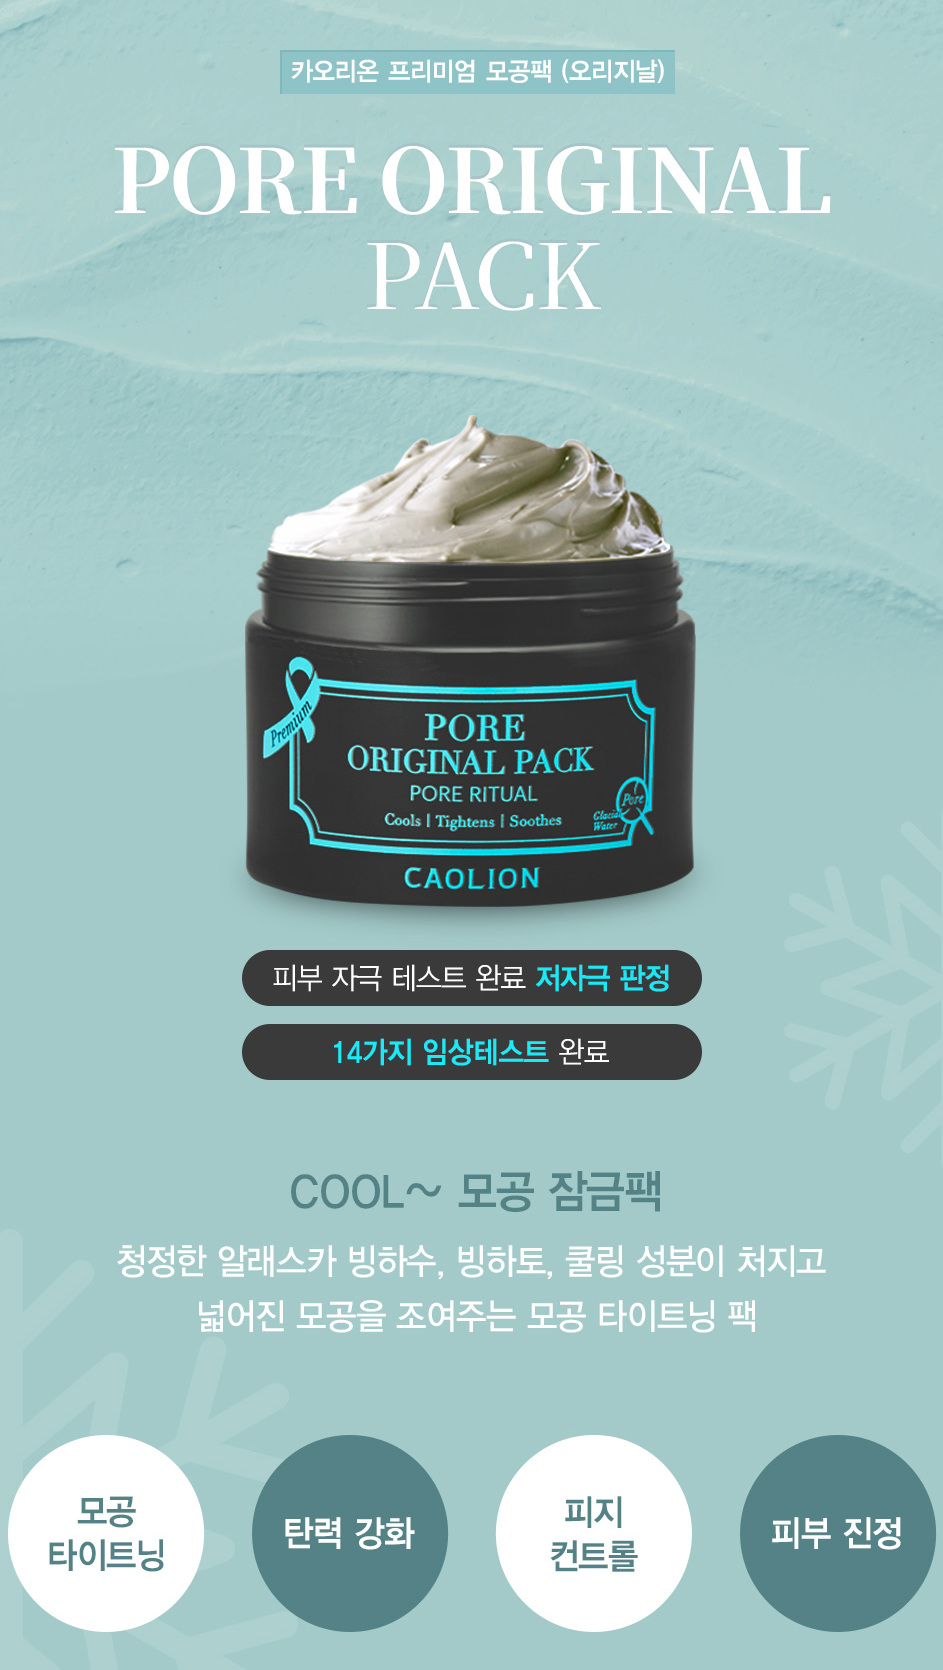 카오리온 프리미엄 모공팩 (오리지날)
PORE ORIGINAL
PACK
Premium
PORE
ORIGINAL PACK
PORE RITUAL
Cools | Tightens | Soothes
Pore
Glacial
Water
CAOLION
피부 자극 테스트 완료 저자극 판정
14가지 임상테스트 완료
COOL~ 모공 잠금팩
청정한 알래스카 빙하수, 빙하토, 쿨링 성분이 처지고
넓어진 모공을 조여주는 모공 타이트닝 팩
모공
타이트닝
탄력 강화
피지
컨트롤
피부 진정